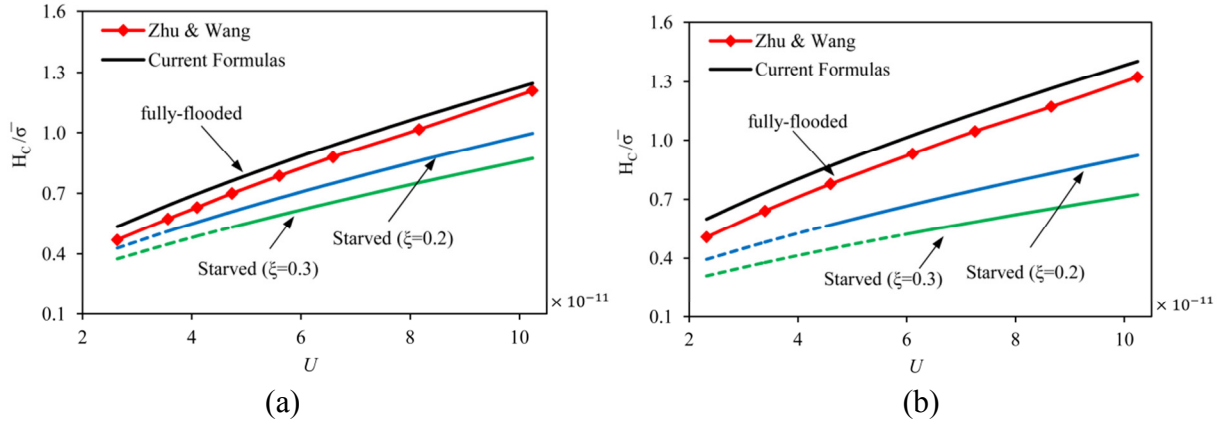 1.6
Zhu & Wang
Current Formulas
1.3
fully-flooded
1.0
H_C/σ̅
0.7
Starved (ξ=0.2)
0.4
Starved (ξ=0.3)
0.1
× 10⁻¹¹
2 4 6 8 10
U
(a)
1.6
Zhu & Wang
Current Formulas
1.3
fully-flooded
1.0
H_C/σ̅
0.7
0.4
Starved (ξ=0.3)
Starved (ξ=0.2)
0.1
× 10⁻¹¹
2 4 6 8 10
U
(b)